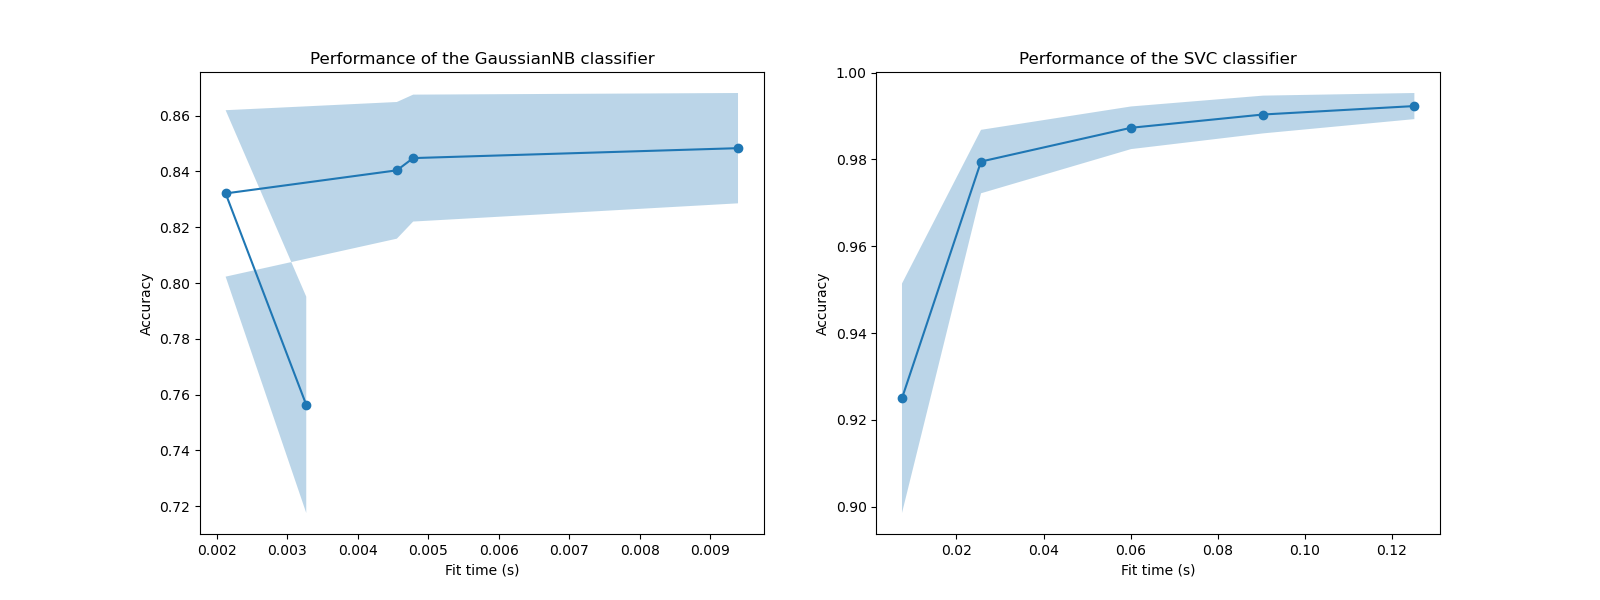 Performance of the GaussianNB classifier
Accuracy
0.86
0.84
0.82
0.80
0.78
0.76
0.74
0.72
0.002 0.003 0.004 0.005 0.006 0.007 0.008 0.009
Fit time (s)
Performance of the SVC classifier
Accuracy
1.00
0.98
0.96
0.94
0.92
0.90
0.02 0.04 0.06 0.08 0.10 0.12
Fit time (s)